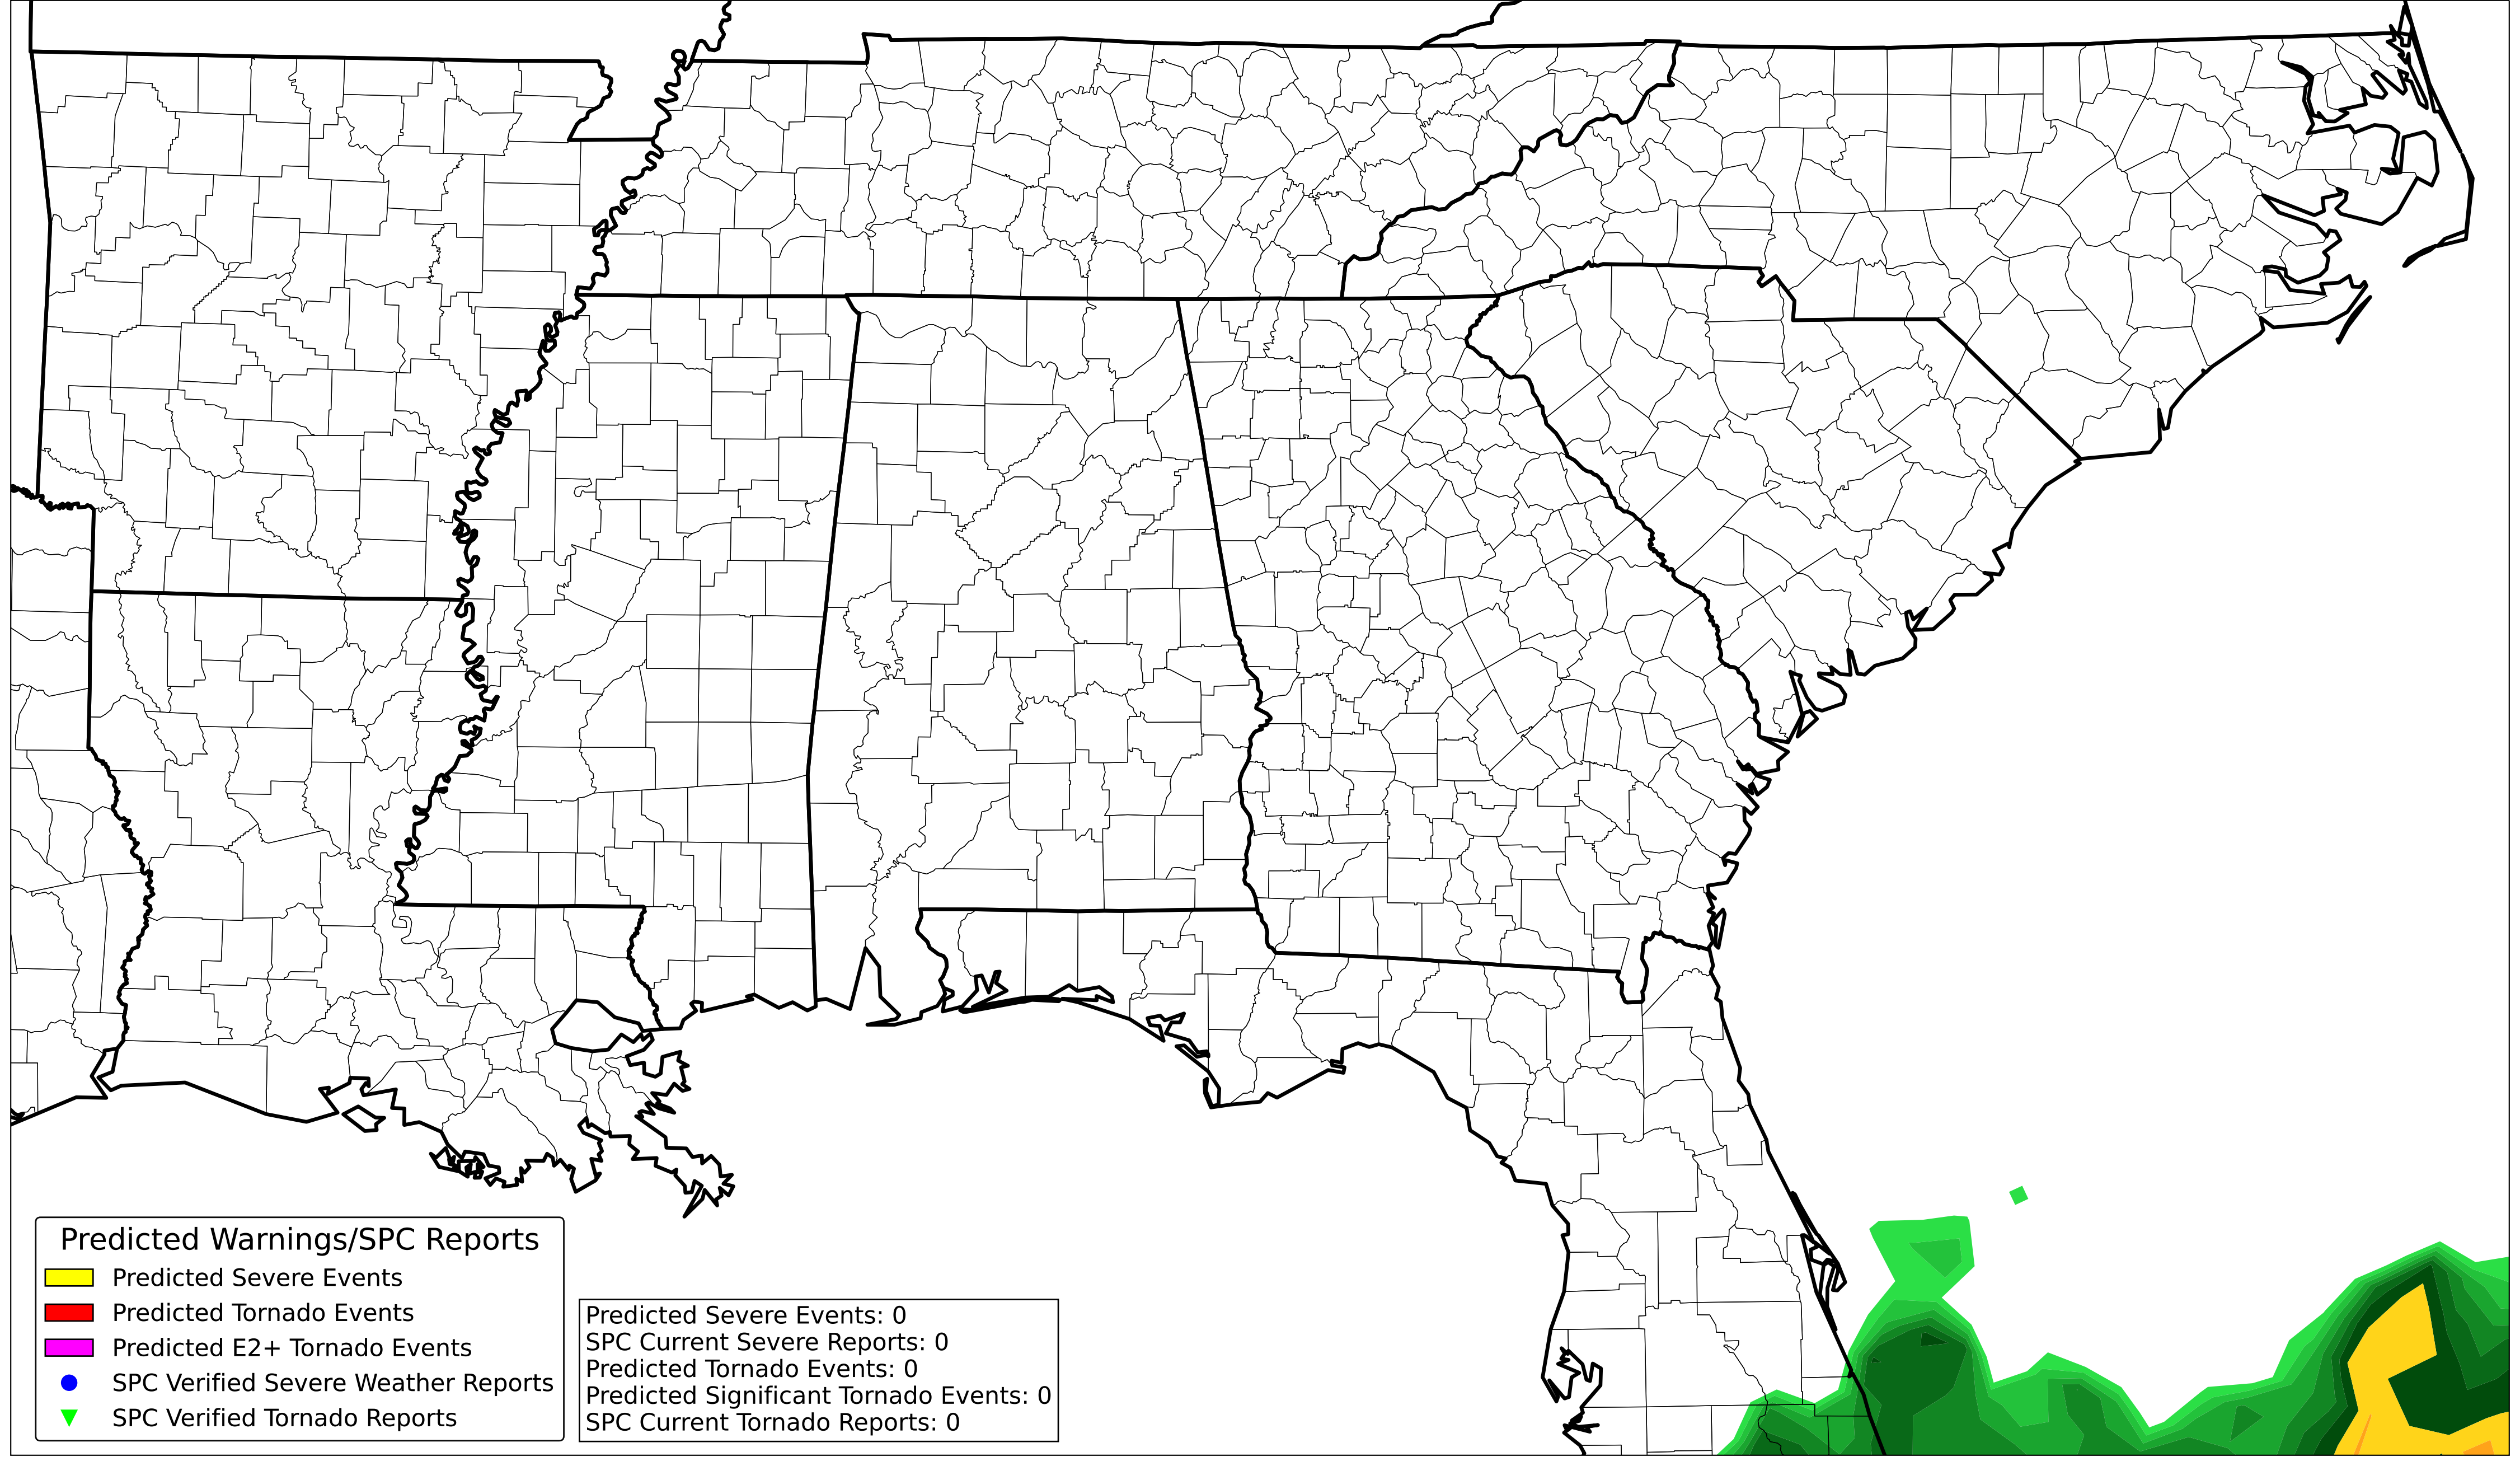 Predicted Warnings/SPC Reports
Predicted Severe Events
Predicted Tornado Events
Predicted E2+ Tornado Events
SPC Verified Severe Weather Reports
SPC Verified Tornado Reports
Predicted Severe Events: 0
SPC Current Severe Reports: 0
Predicted Tornado Events: 0
Predicted Significant Tornado Events: 0
SPC Current Tornado Reports: 0